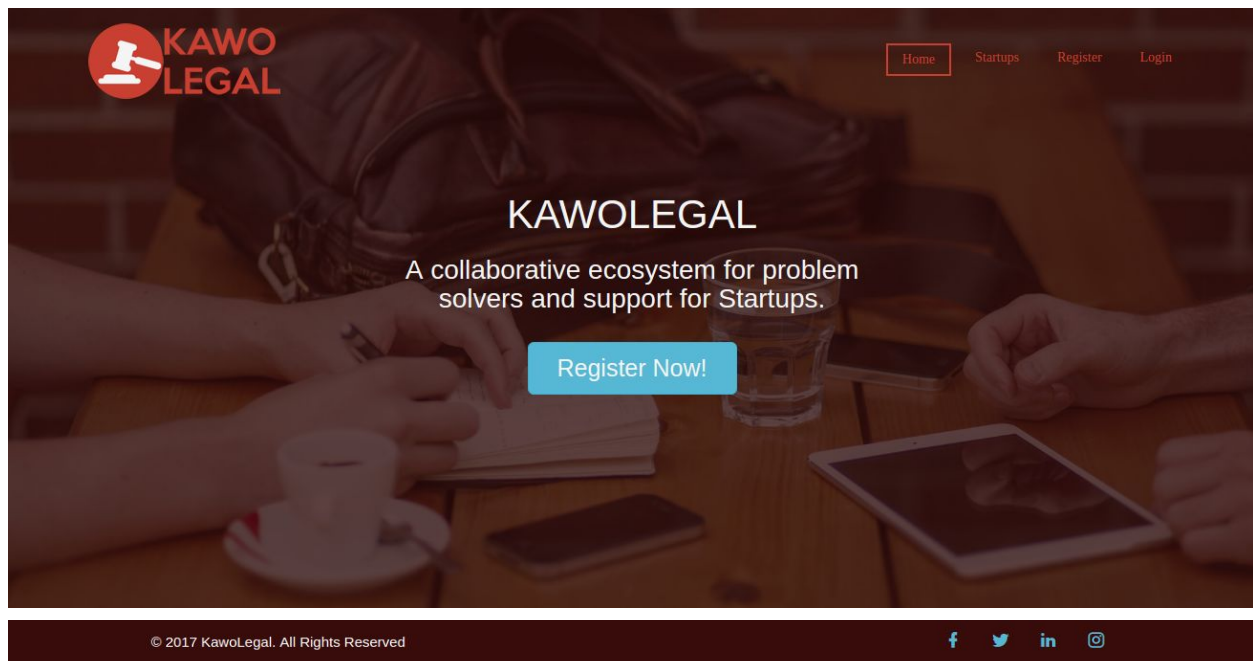 KAWO
LEGAL
Home Startups Register Login
KAWOLEGAL
A collaborative ecosystem for problem
solvers and support for Startups.
Register Now!
© 2017 KawoLegal. All Rights Reserved